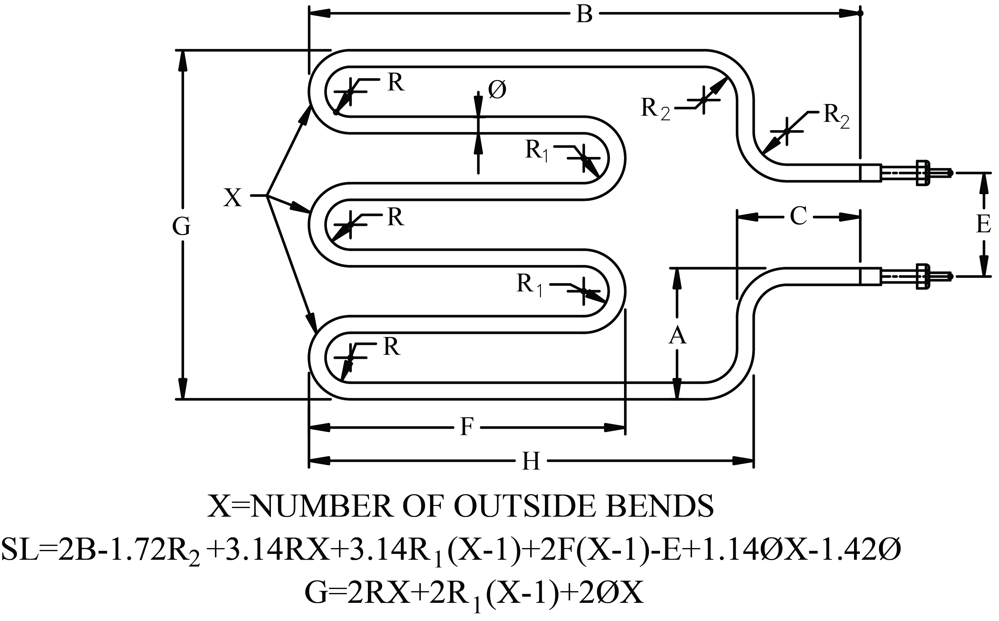 B
R
Ø
R2
R2
R1
X
R
C
G
E
R1
A
R
F
H
X=NUMBER OF OUTSIDE BENDS
SL=2B-1.72R2+3.14RX+3.14R1(X-1)+2F(X-1)-E+1.14ØX-1.42Ø
G=2RX+2R1(X-1)+2ØX